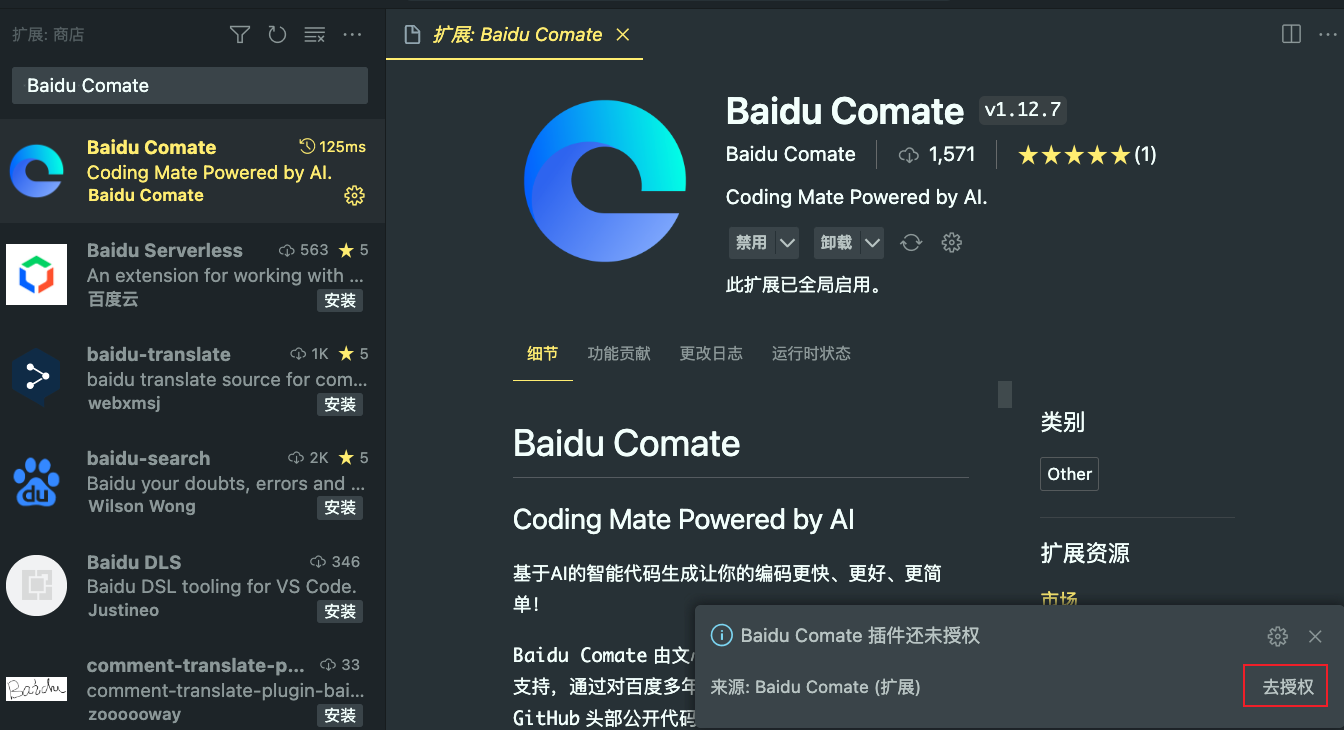 扩展: 商店
Baidu Comate
Baidu Comate
125ms
Coding Mate Powered by AI.
Baidu Comate
Baidu Serverless
563
5
An extension for working with ...
百度云
安装
baidu-translate
1K
5
baidu translate source for com...
webxmsj
安装
baidu-search
2K
5
Baidu your doubts, errors and ...
du
Wilson Wong
安装
Baidu DLS
346
Baidu DSL tooling for VS Code.
Justineo
安装
comment-translate-p...
33
Baidu
comment-translate-plugin-bai...
zoooooway
安装
扩展: Baidu Comate
Baidu Comate
v1.12.7
Baidu Comate
1,571
(1)
Coding Mate Powered by AI.
禁用
卸载
此扩展已全局启用。
细节
功能贡献
更改日志
运行时状态
Baidu Comate
Coding Mate Powered by AI
基于AI的智能代码生成让你的编码更快、更好、更简
单!
Baidu Comate 由文心
支持，通过对百度多年
GitHub 头部公开代码
类别
Other
扩展资源
市场
Baidu Comate 插件还未授权
来源: Baidu Comate (扩展)
去授权